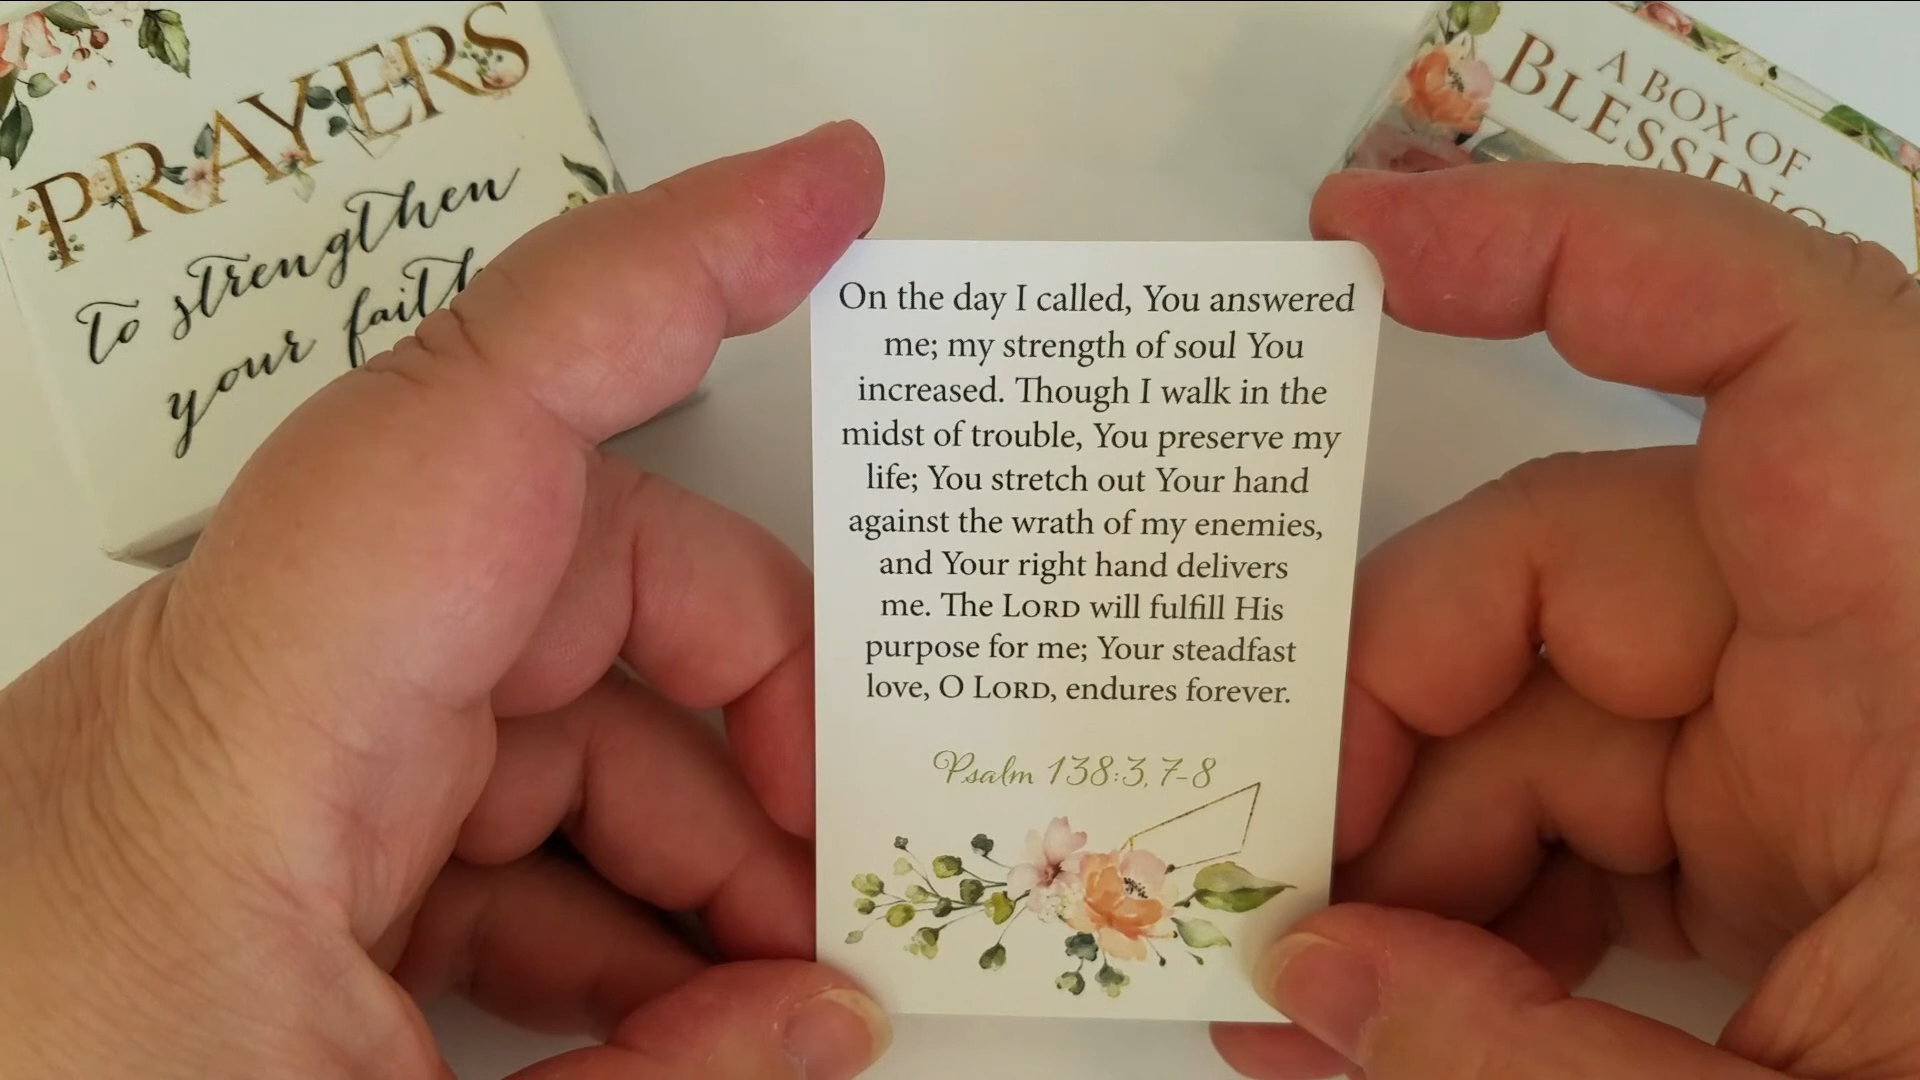 PRAYERS
to strengthen
your faith
A BOX OF
BLESSINGS
On the day I called, You answered
me; my strength of soul You
increased. Though I walk in the
midst of trouble, You preserve my
life; You stretch out Your hand
against the wrath of my enemies,
and Your right hand delivers
me. The LORD will fulfill His
purpose for me; Your steadfast
love, O LORD, endures forever.
Psalm 138:3, 7-8